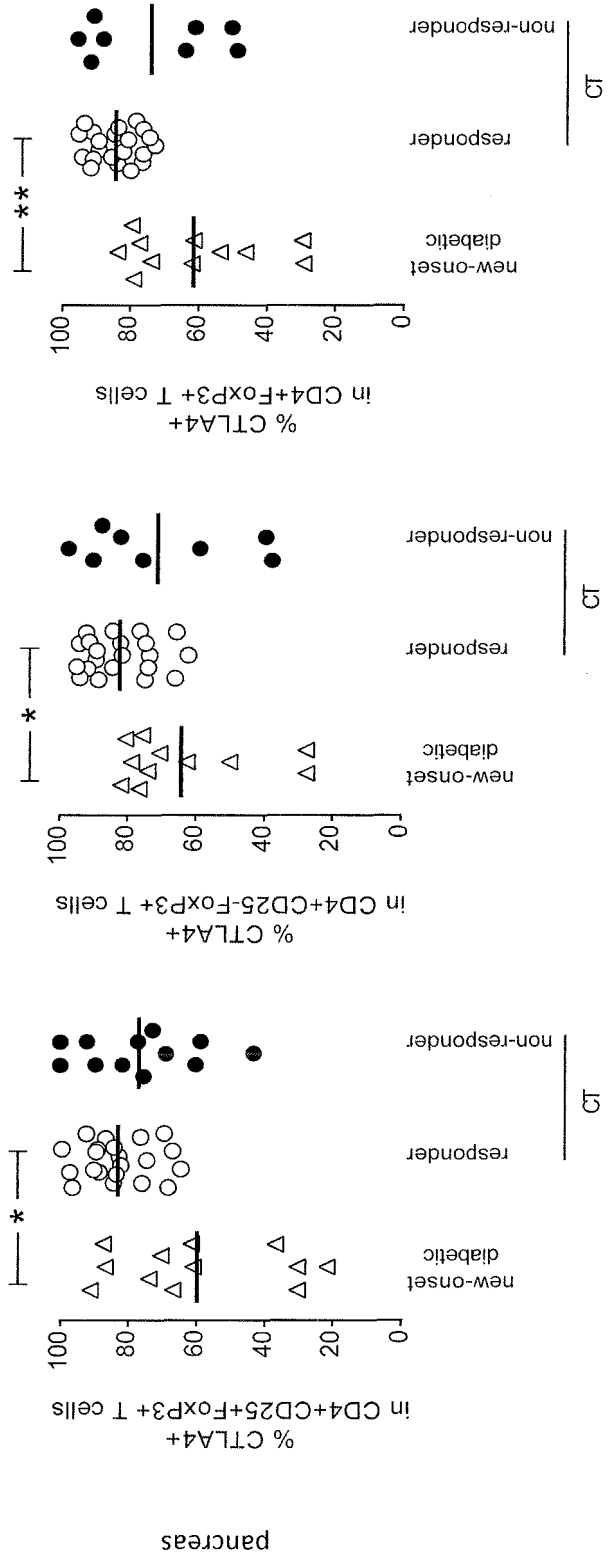 pancreas
% CTLA4+
in CD4+CD25+FoxP3+ T cells
100
80
60
40
20
0
*
new-onset
diabetic
responder
non-responder
CT
% CTLA4+
in CD4+CD25-FoxP3+ T cells
100
80
60
40
20
0
*
new-onset
diabetic
responder
non-responder
CT
% CTLA4+
in CD4+FoxP3+ T cells
100
80
60
40
20
0
**
new-onset
diabetic
responder
non-responder
CT